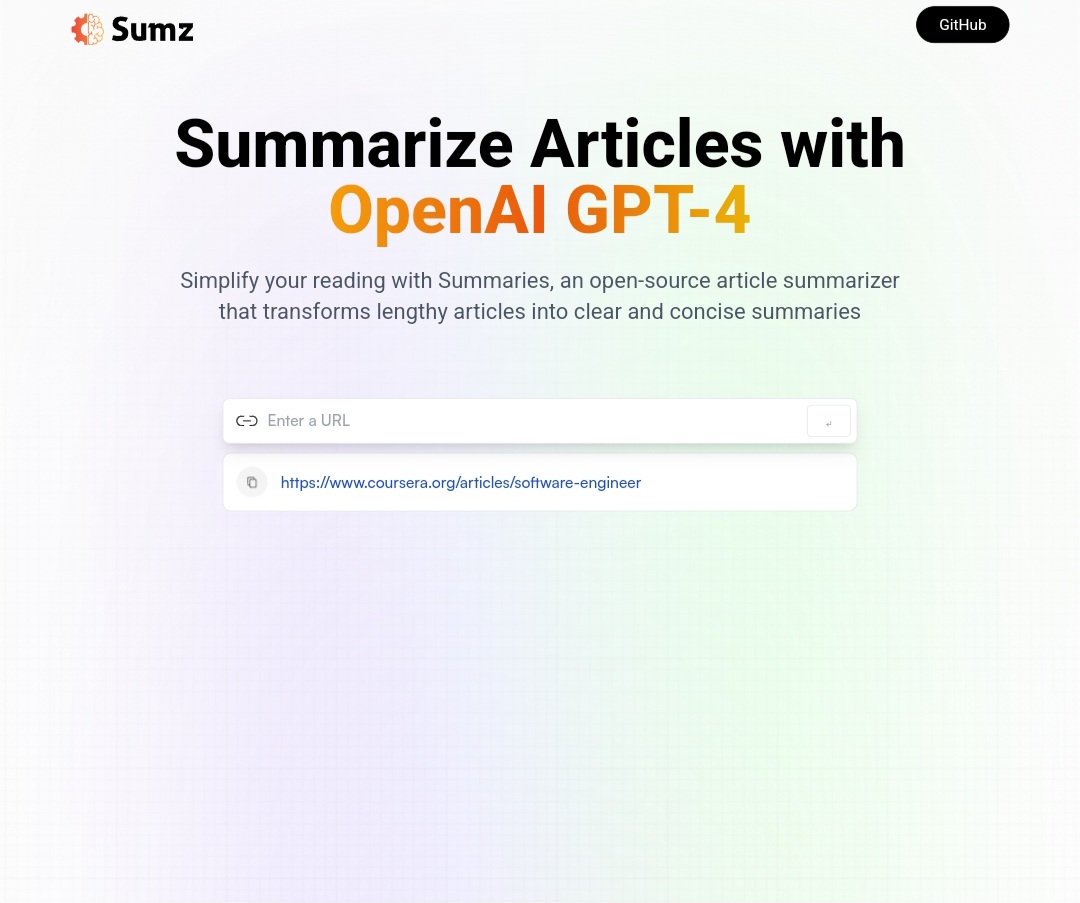 Sumz
GitHub
Summarize Articles with
OpenAI GPT-4
Simplify your reading with Summaries, an open-source article summarizer
that transforms lengthy articles into clear and concise summaries
Enter a URL
https://www.coursera.org/articles/software-engineer